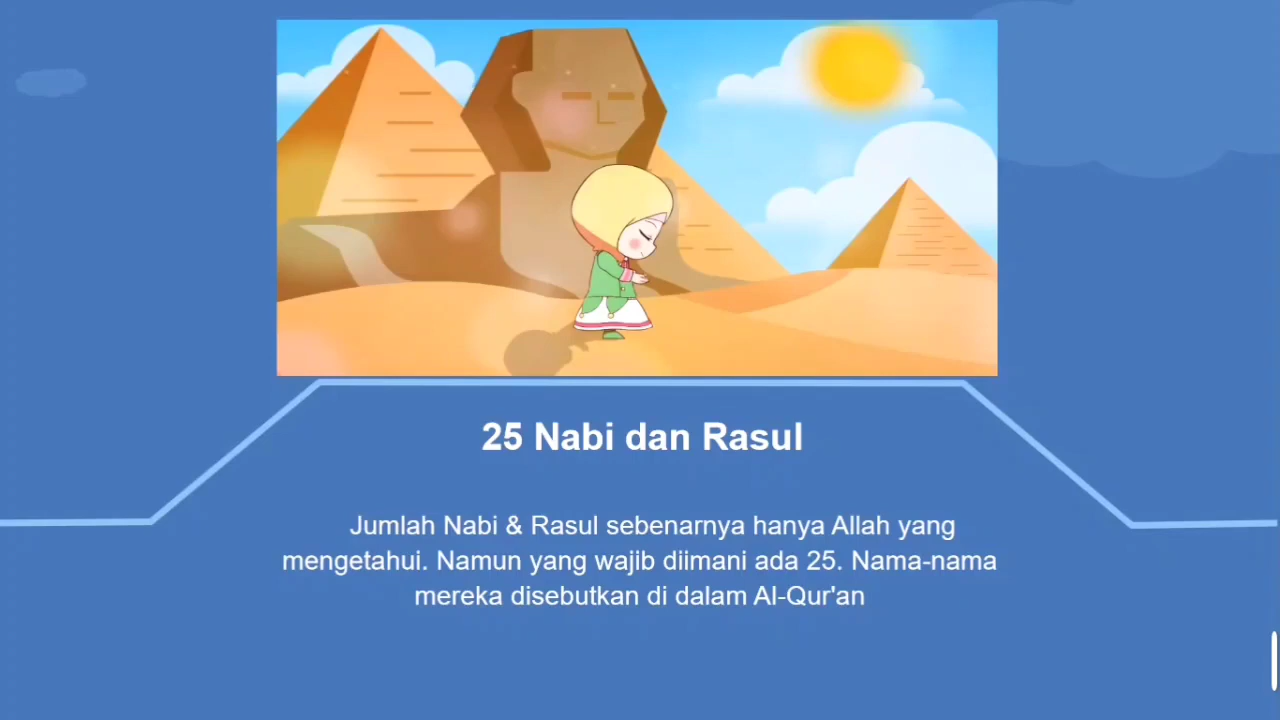 25 Nabi dan Rasul
Jumlah Nabi & Rasul sebenarnya hanya Allah yang
mengetahui. Namun yang wajib diimani ada 25. Nama-nama
mereka disebutkan di dalam Al-Qur'an